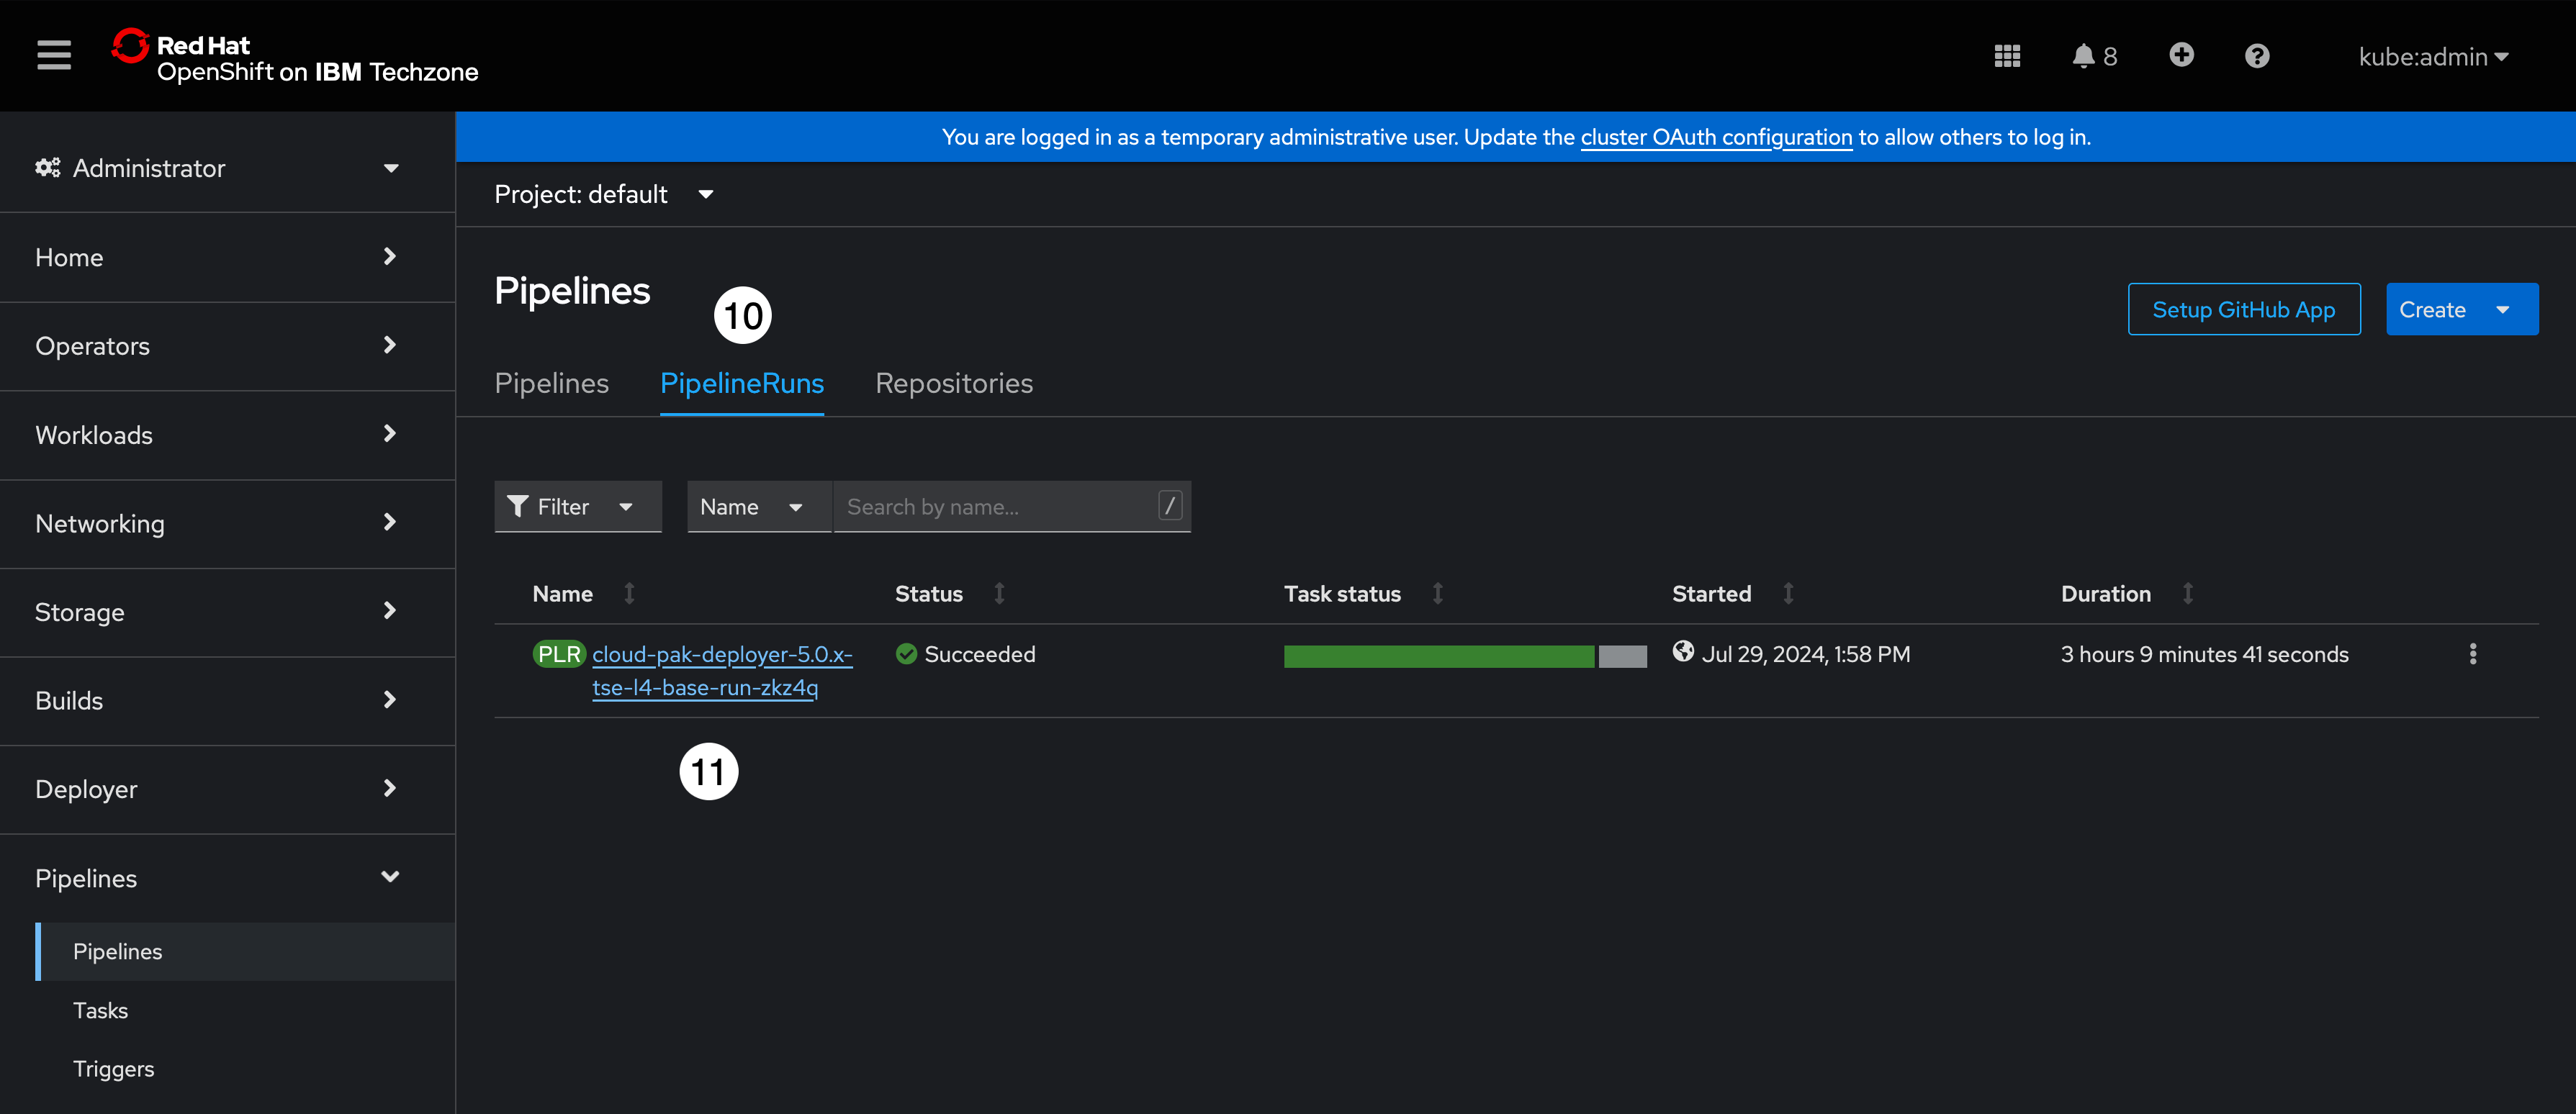 Red Hat
OpenShift on IBM Techzone
8
kube:admin
You are logged in as a temporary administrative user. Update the cluster OAuth configuration to allow others to log in.
Administrator
Project: default
Home
Operators
Workloads
Networking
Storage
Builds
Deployer
Pipelines
Pipelines
Tasks
Triggers
Pipelines
10
Setup GitHub App
Create
Pipelines PipelineRuns Repositories
Filter
Name
Search by name...
/
Name Status Task status Started Duration
PLR cloud-pak-deployer-5.0.x-
tse-l4-base-run-zkz4q
Succeeded
Jul 29, 2024, 1:58 PM
3 hours 9 minutes 41 seconds
11